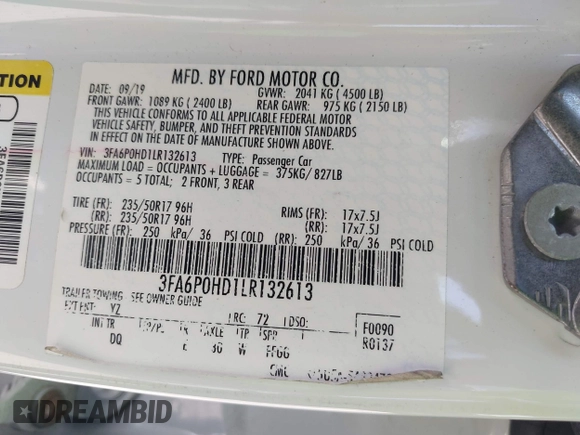 MFD. BY FORD MOTOR CO.
DATE: 09/19 GVWR: 2041 KG ( 4500 LB)
FRONT GAWR: 1089 KG ( 2400 LB) REAR GAWR: 975 KG ( 2150 LB)
THIS VEHICLE CONFORMS TO ALL APPLICABLE FEDERAL MOTOR
VEHICLE SAFETY, BUMPER, AND THEFT PREVENTION STANDARDS
IN EFFECT ON THE DATE OF MANUFACTURE SHOWN ABOVE.
VIN: 3FA6P0HD1LR132613 TYPE: Passenger Car
MAXIMUM LOAD = OCCUPANTS + LUGGAGE = 375KG/ 827LB
OCCUPANTS = 5 TOTAL; 2 FRONT, 3 REAR
TIRE (FR): 235/50R17 96H RIMS (FR): 17x7.5J
(RR): 235/50R17 96H (RR): 17x7.5J
PRESSURE (FR): 250 kPa/ 36 PSI COLD (RR): 250 kPa/ 36 PSI COLD
3FA6P0HD1LR132613
TRAILER TOWING - SEE OWNER GUIDE
EXT PNT: YZ RC: 72 DSO: F0090
INT TR AXLE TP SPR R0137
DQ W
DREAMBID